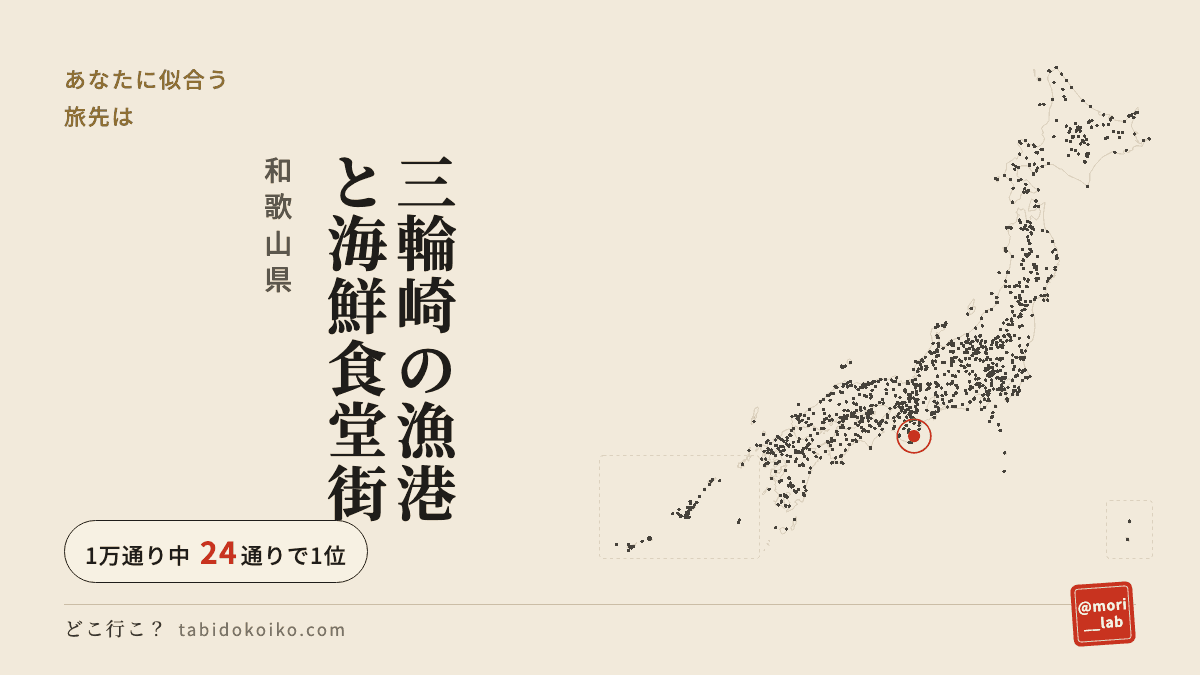 あなたに似合う
旅先は
三輪崎の漁港
と海鮮食堂街
和歌山県
1万通り中 24通りで1位
どこ行こ？ tabidokoiko.com
@mori
__lab